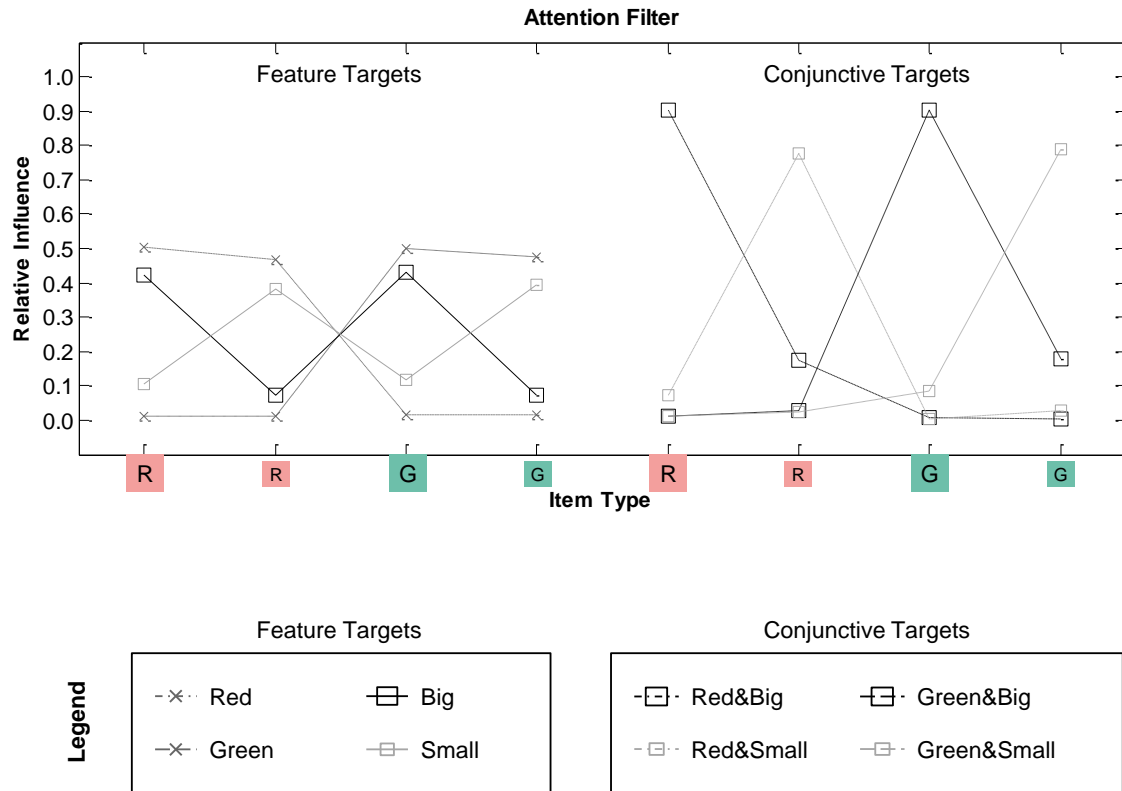 Attention Filter
Feature Targets Conjunctive Targets
1.0
0.9
0.8
0.7
0.6
0.5
0.4
0.3
0.2
0.1
0.0
Relative Influence
R R G G R R G G
Item Type
Feature Targets Conjunctive Targets
Legend
Red Big Red&Big Green&Big
Green Small Red&Small Green&Small